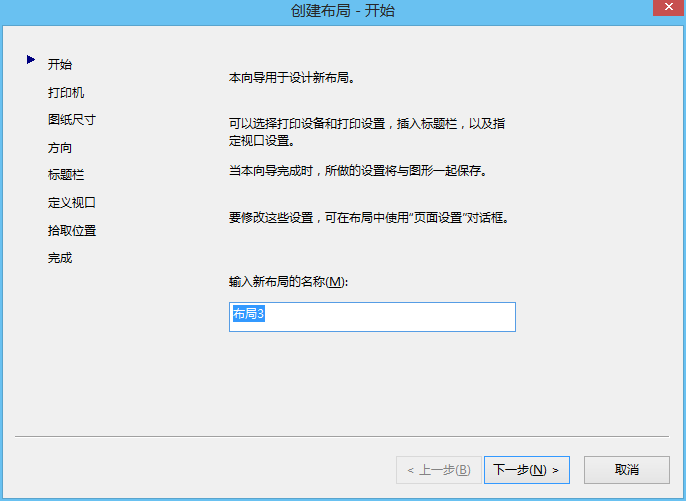 创建布局 - 开始
开始
打印机
图纸尺寸
方向
标题栏
定义视口
拾取位置
完成
本向导用于设计新布局。
可以选择打印设备和打印设置，插入标题栏，以及指
定视口设置。
当本向导完成时，所做的设置将与图形一起保存。
要修改这些设置，可在布局中使用“页面设置”对话框。
输入新布局的名称(M):
布局3
< 上一步(B)
下一步(N) >
取消